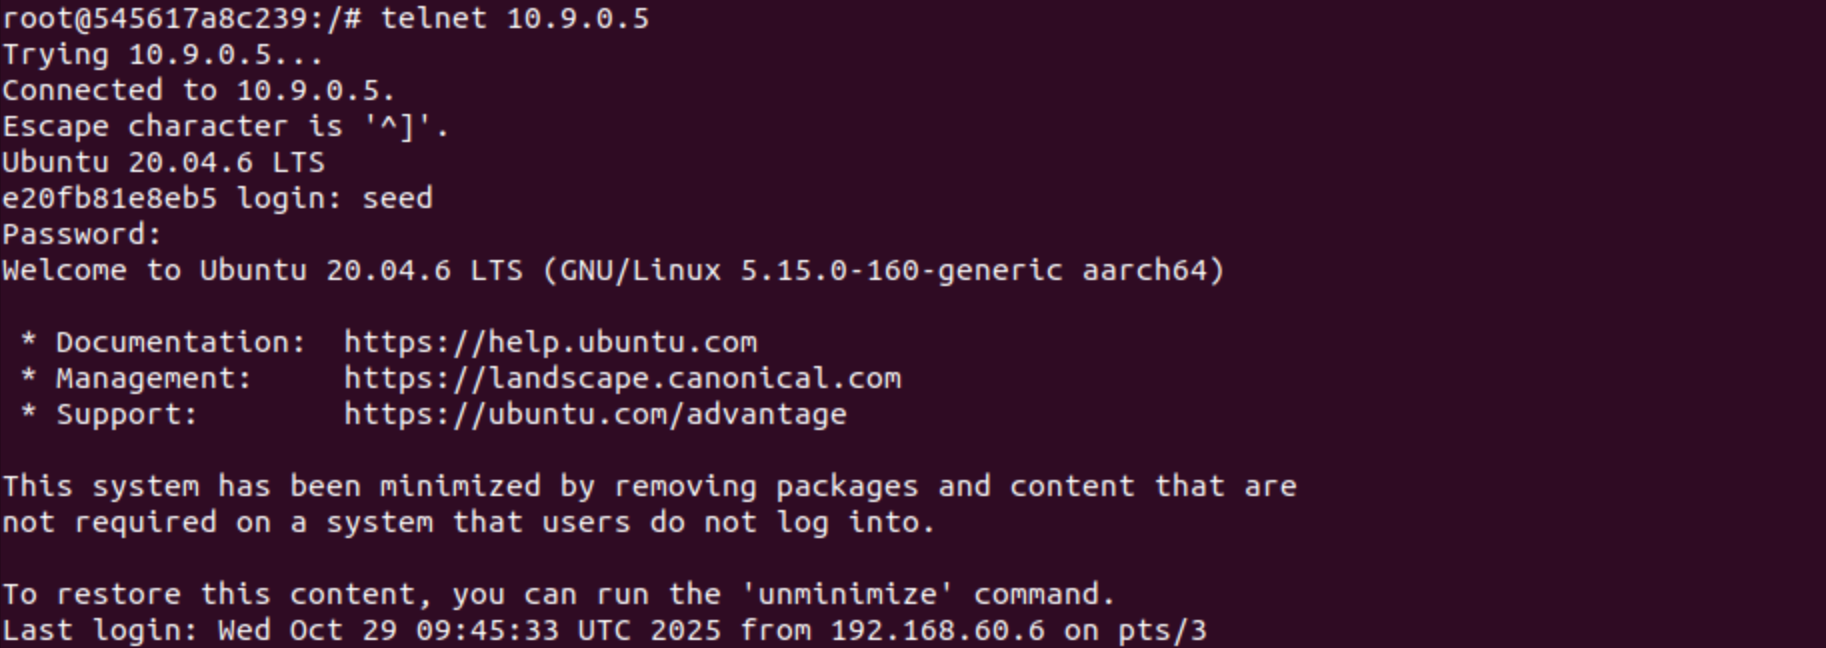 root@545617a8c239:/# telnet 10.9.0.5
Trying 10.9.0.5...
Connected to 10.9.0.5.
Escape character is '^]'.
Ubuntu 20.04.6 LTS
e20fb81e8eb5 login: seed
Password:
Welcome to Ubuntu 20.04.6 LTS (GNU/Linux 5.15.0-160-generic aarch64)

 * Documentation:  https://help.ubuntu.com
 * Management:     https://landscape.canonical.com
 * Support:        https://ubuntu.com/advantage

This system has been minimized by removing packages and content that are
not required on a system that users do not log into.

To restore this content, you can run the 'unminimize' command.
Last login: Wed Oct 29 09:45:33 UTC 2025 from 192.168.60.6 on pts/3